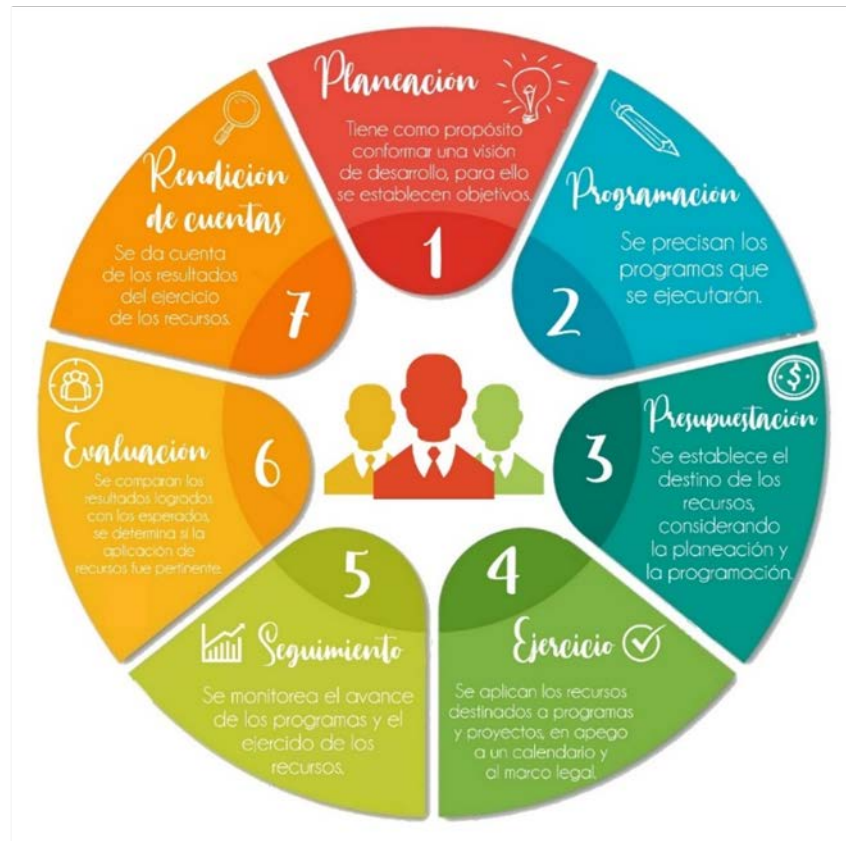 Planeación
Tiene como propósito
conformar una visión
de desarrollo, para ello
se establecen objetivos.
1
Programación
Se precisan los
programas que
se ejecutarán.
2
Presupuestación
Se establece el
destino de los
recursos,
considerando
la planeación y
la programación.
3
Ejercicio
Se aplican los recursos
destinados a programas
y proyectos, en apego
a un calendario y
al marco legal.
4
Seguimiento
Se monitorea el avance
de los programas y el
ejercido de los
recursos.
5
Evaluación
Se comparan los
resultados logrados
con los esperados,
se determina si la
aplicación de
recursos fue pertinente.
6
Rendición
de cuentas
Se da cuenta
de los resultados
del ejercicio
de los recursos.
7